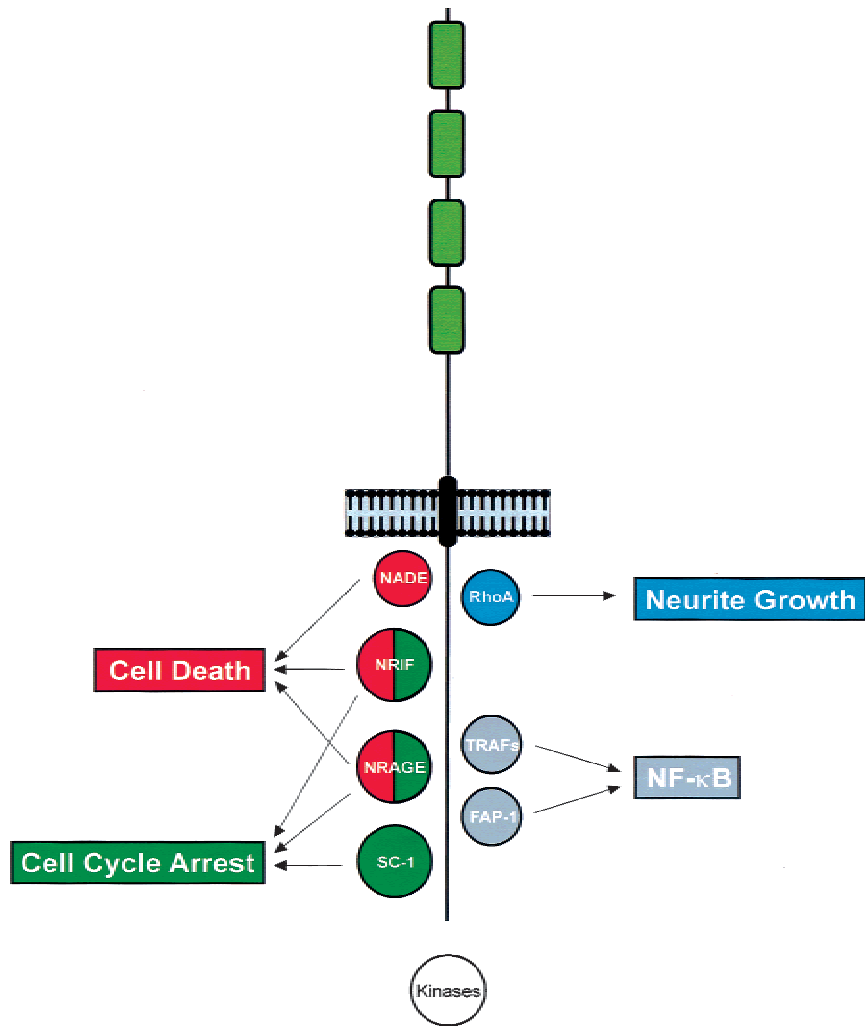 NADE
RhoA
Neurite Growth
Cell Death
NRIF
TRAFs
NRAGE
NF-κB
FAP-1
Cell Cycle Arrest
SC-1
Kinases